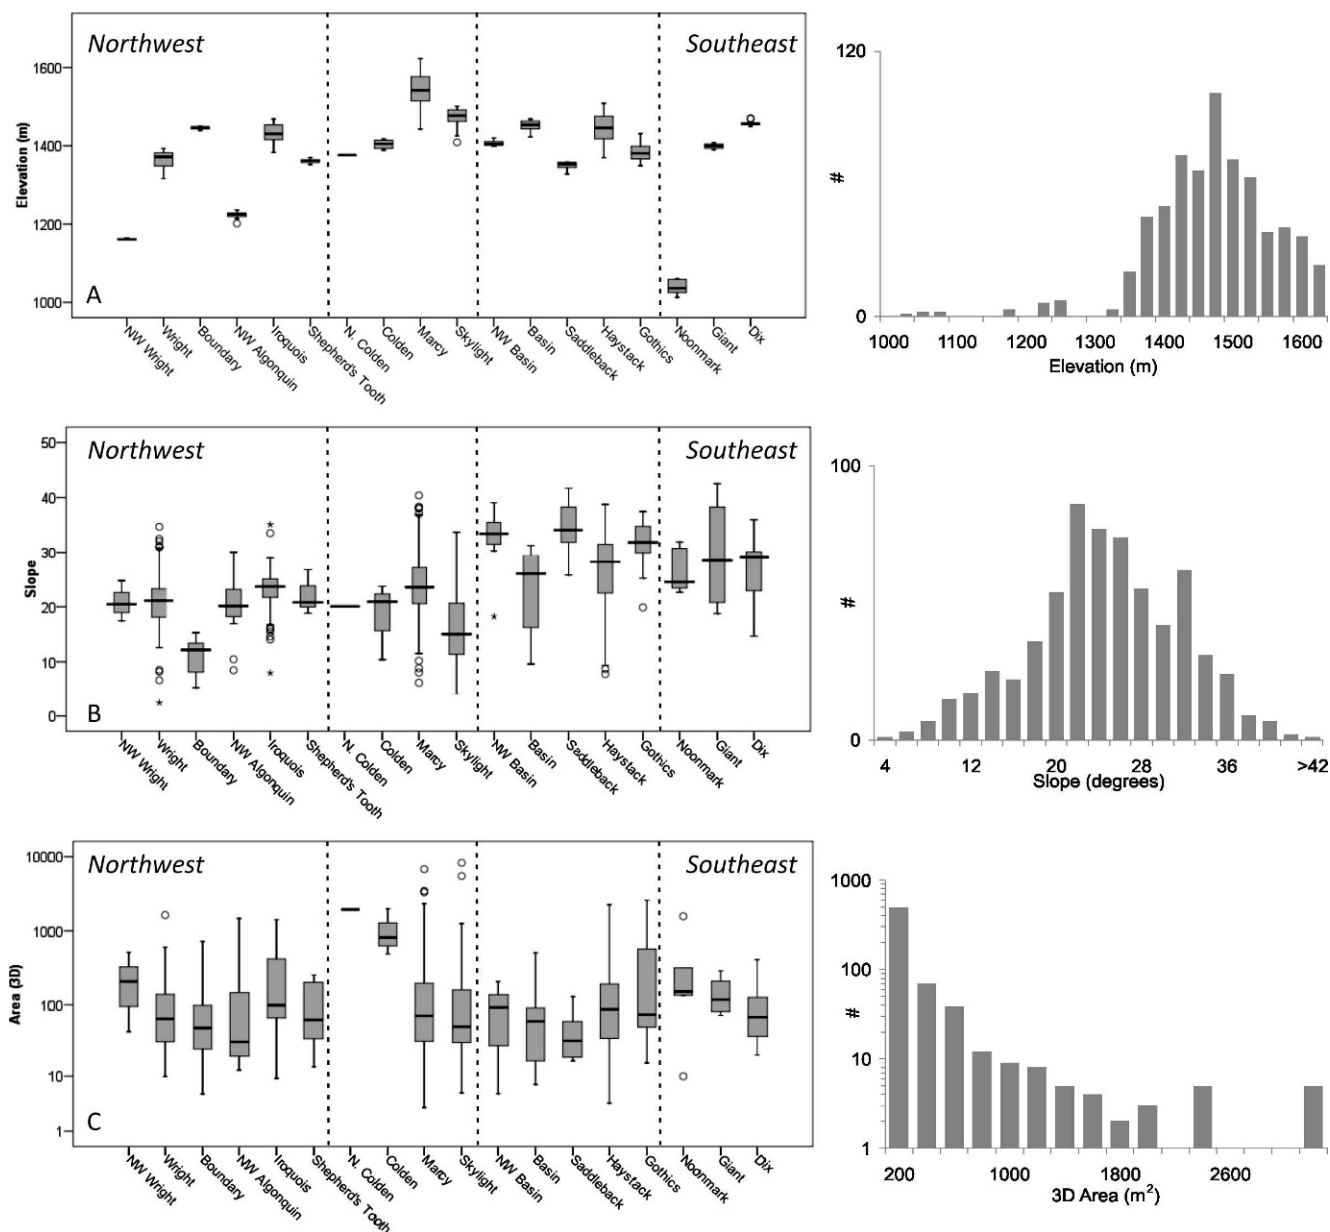 Northwest
Southeast
Elevation (m)
1600
1400
1200
1000
A
NW Wright
Wright
Boundary
NW Algonquin
Iroquois
Shepherd's Tooth
N. Colden
Colden
Marcy
Skylight
NW Basin
Basin
Saddleback
Haystack
Gothics
Noonmark
Giant
Dix
120
#
0
1000 1100 1200 1300 1400 1500 1600
Elevation (m)
Northwest
Southeast
Slope
50
40
30
20
10
0
B
NW Wright
Wright
Boundary
NW Algonquin
Iroquois
Shepherd's Tooth
N. Colden
Colden
Marcy
Skylight
NW Basin
Basin
Saddleback
Haystack
Gothics
Noonmark
Giant
Dix
100
#
0
4 12 20 28 36 >42
Slope (degrees)
Northwest
Southeast
Area (3D)
10000
1000
100
10
1
C
NW Wright
Wright
Boundary
NW Algonquin
Iroquois
Shepherd's Tooth
N. Colden
Colden
Marcy
Skylight
NW Basin
Basin
Saddleback
Haystack
Gothics
Noonmark
Giant
Dix
1000
100
#
10
1
200 1000 1800 2600
3D Area (m²)